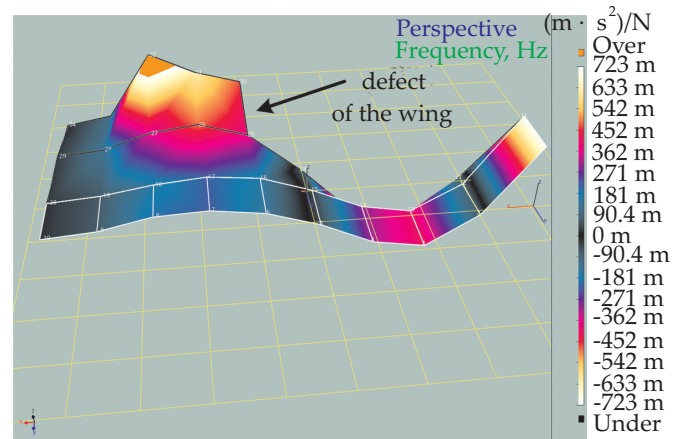 Perspective
Frequency, Hz
defect
of the wing
(m · s²)/N
Over
723 m
633 m
542 m
452 m
362 m
271 m
181 m
90.4 m
0 m
-90.4 m
-181 m
-271 m
-362 m
-452 m
-542 m
-633 m
-723 m
Under